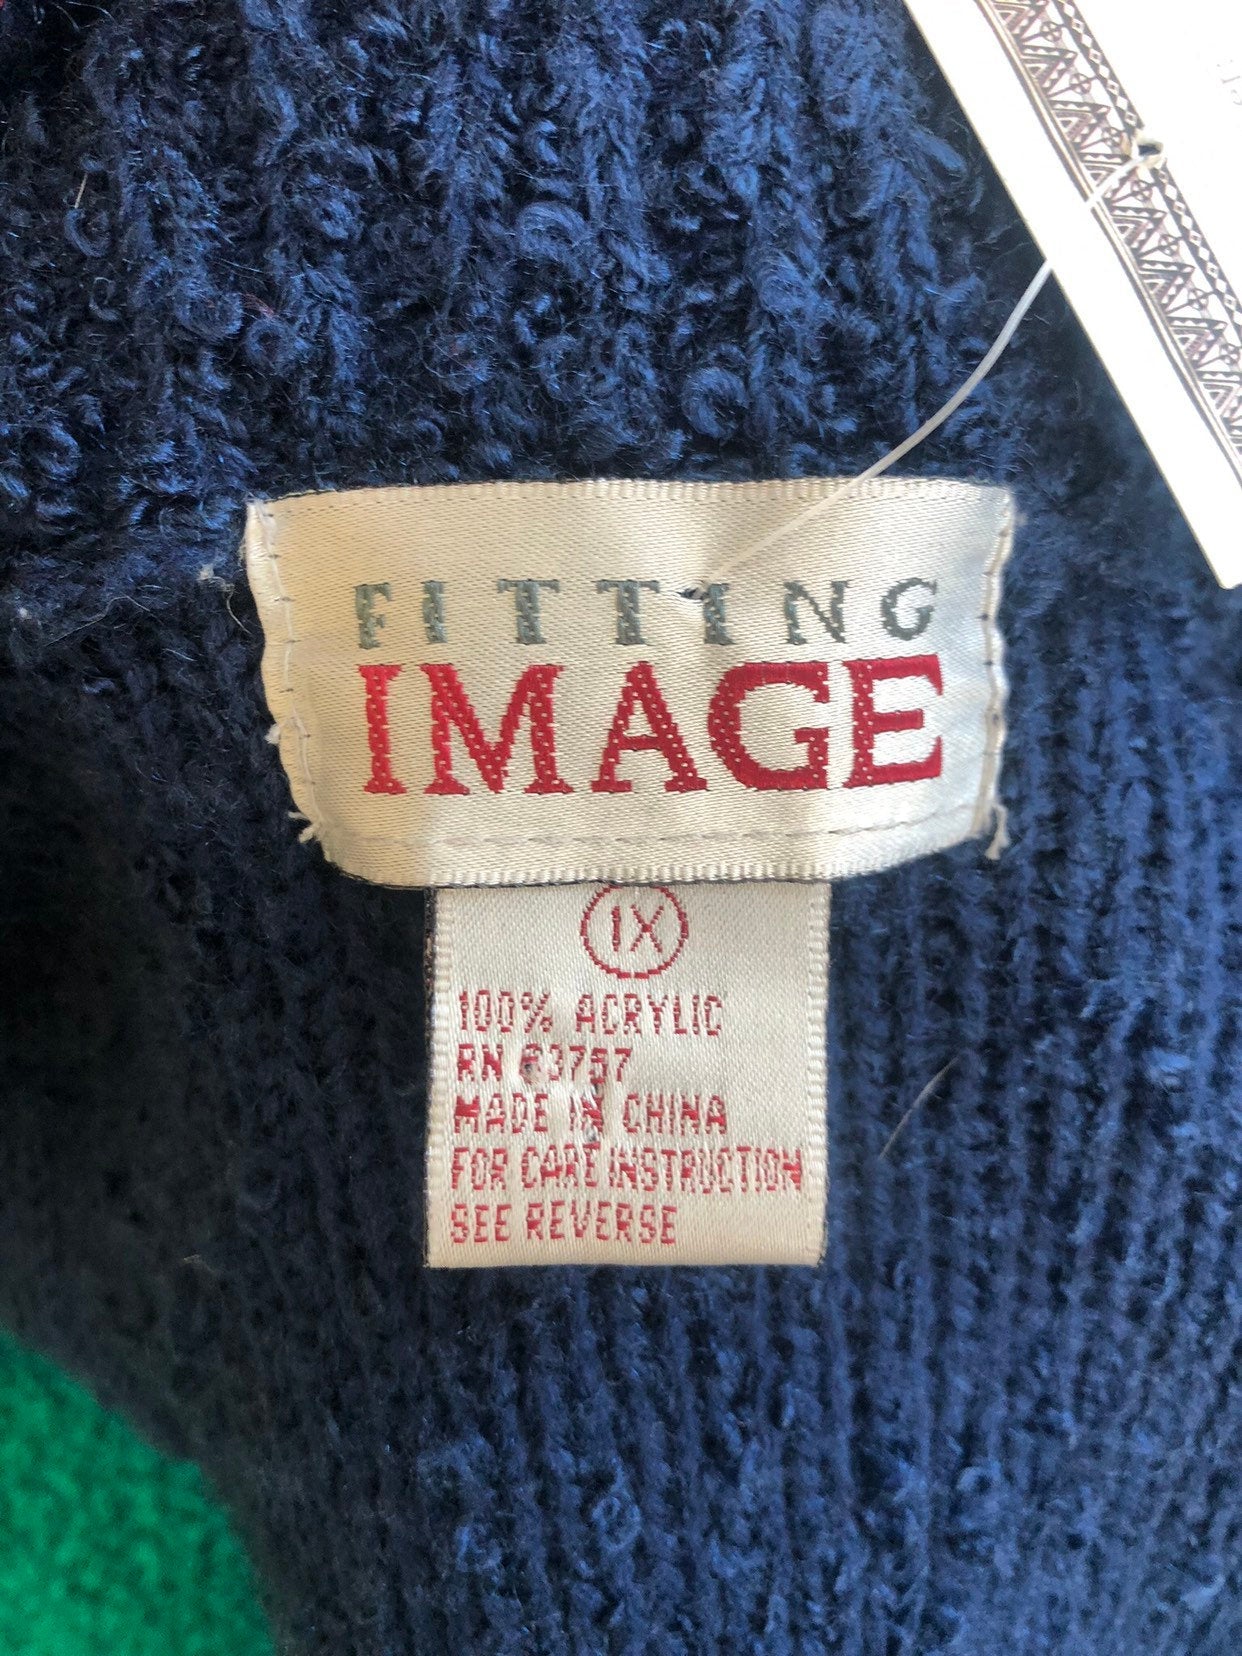 FITTING
IMAGE
1X
100% ACRYLIC
RN 63757
MADE IN CHINA
FOR CARE INSTRUCTION
SEE REVERSE